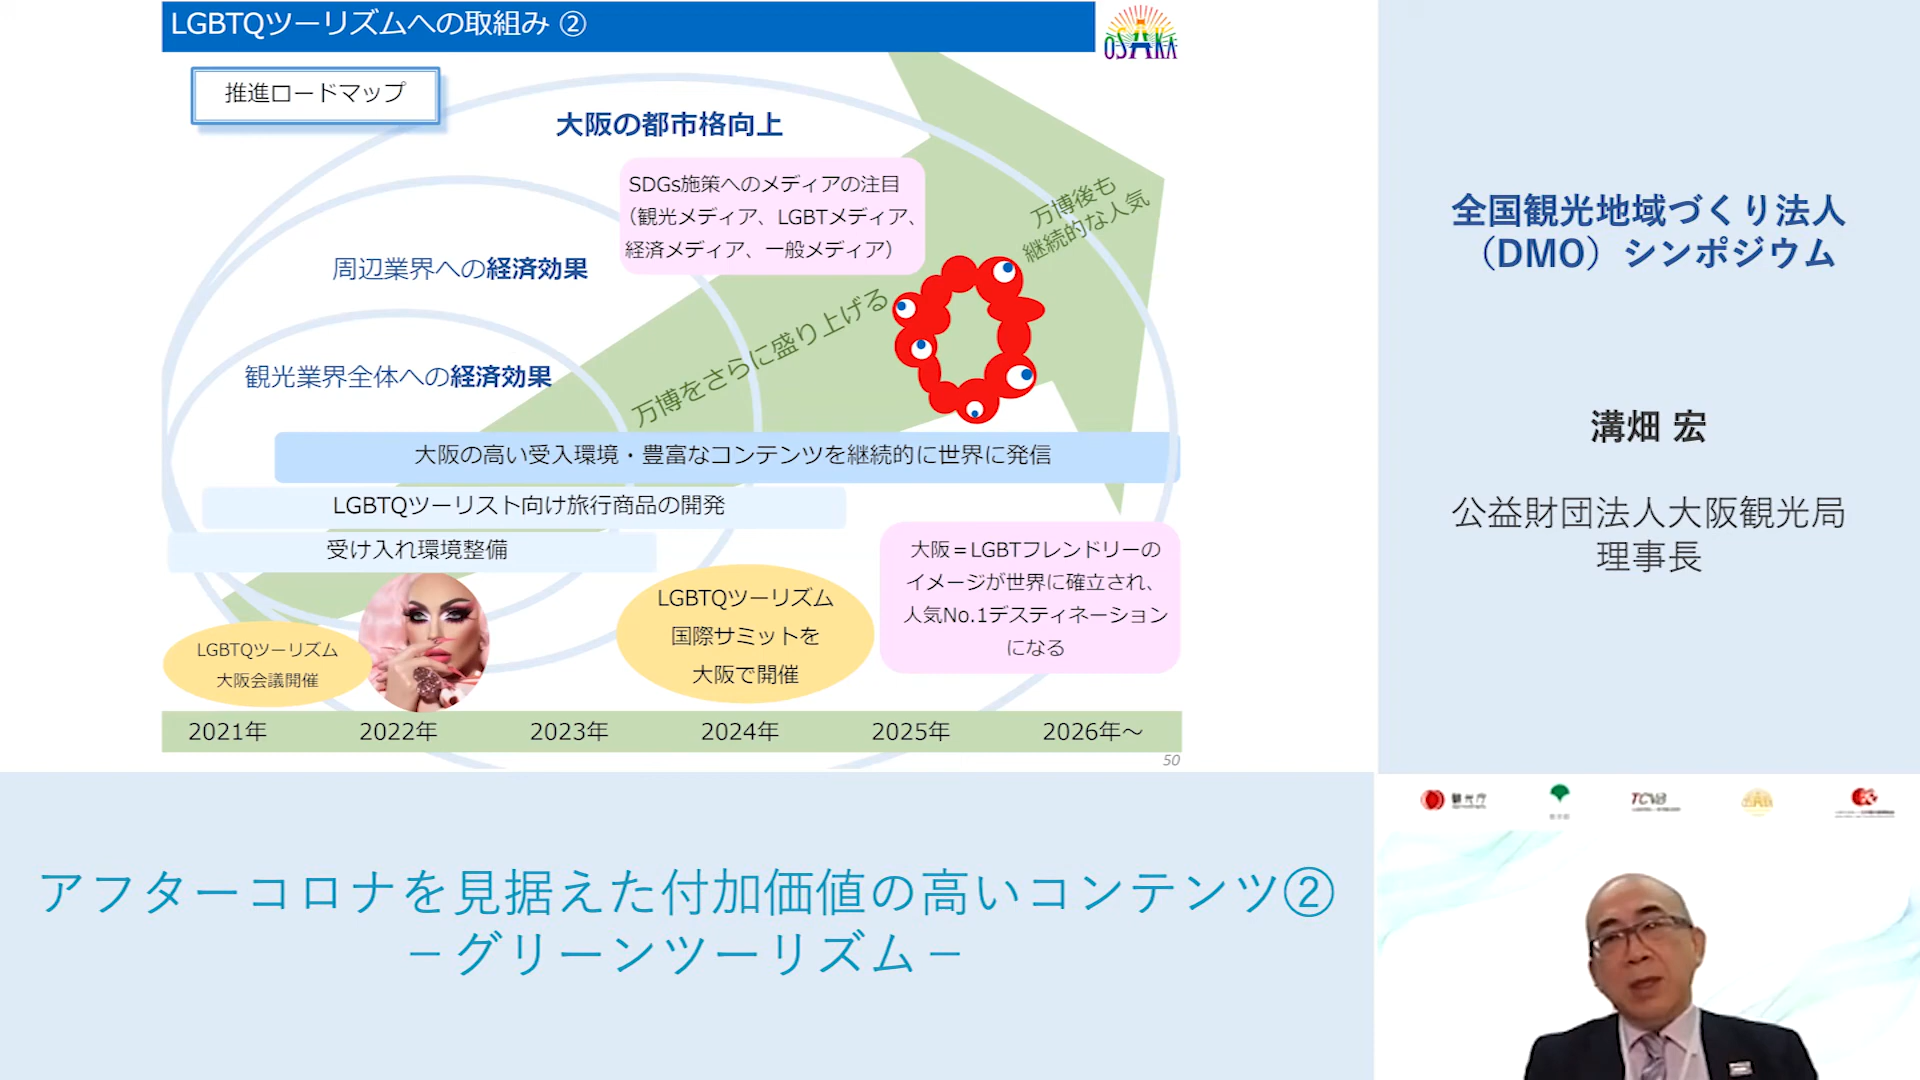 LGBTQツーリズムへの取組み ②
OSAKA
推進ロードマップ
大阪の都市格向上
SDGs施策へのメディアの注目
（観光メディア、LGBTメディア、
経済メディア、一般メディア）
万博後も
継続的な人気
周辺業界への経済効果
万博をさらに盛り上げる
観光業界全体への経済効果
大阪の高い受入環境・豊富なコンテンツを継続的に世界に発信
LGBTQツーリスト向け旅行商品の開発
受け入れ環境整備
LGBTQツーリズム
大阪会議開催
LGBTQツーリズム
国際サミットを
大阪で開催
大阪＝LGBTフレンドリーの
イメージが世界に確立され、
人気No.1デスティネーション
になる
2021年 2022年 2023年 2024年 2025年 2026年～
50
全国観光地域づくり法人
（DMO）シンポジウム
溝畑 宏
公益財団法人大阪観光局
理事長
観光庁
TCVB
アフターコロナを見据えた付加価値の高いコンテンツ②
－グリーンツーリズム－